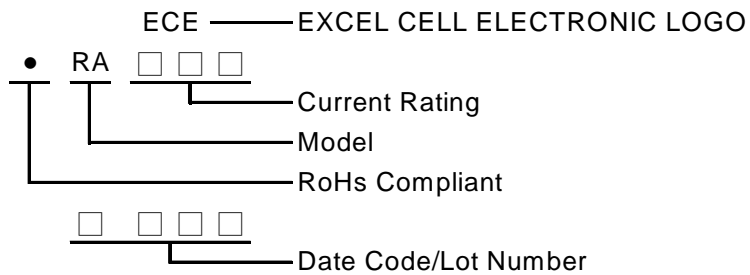 ECE EXCEL CELL ELECTRONIC LOGO
● RA □ □ □
Current Rating
Model
RoHs Compliant
□ □ □ □
Date Code/Lot Number